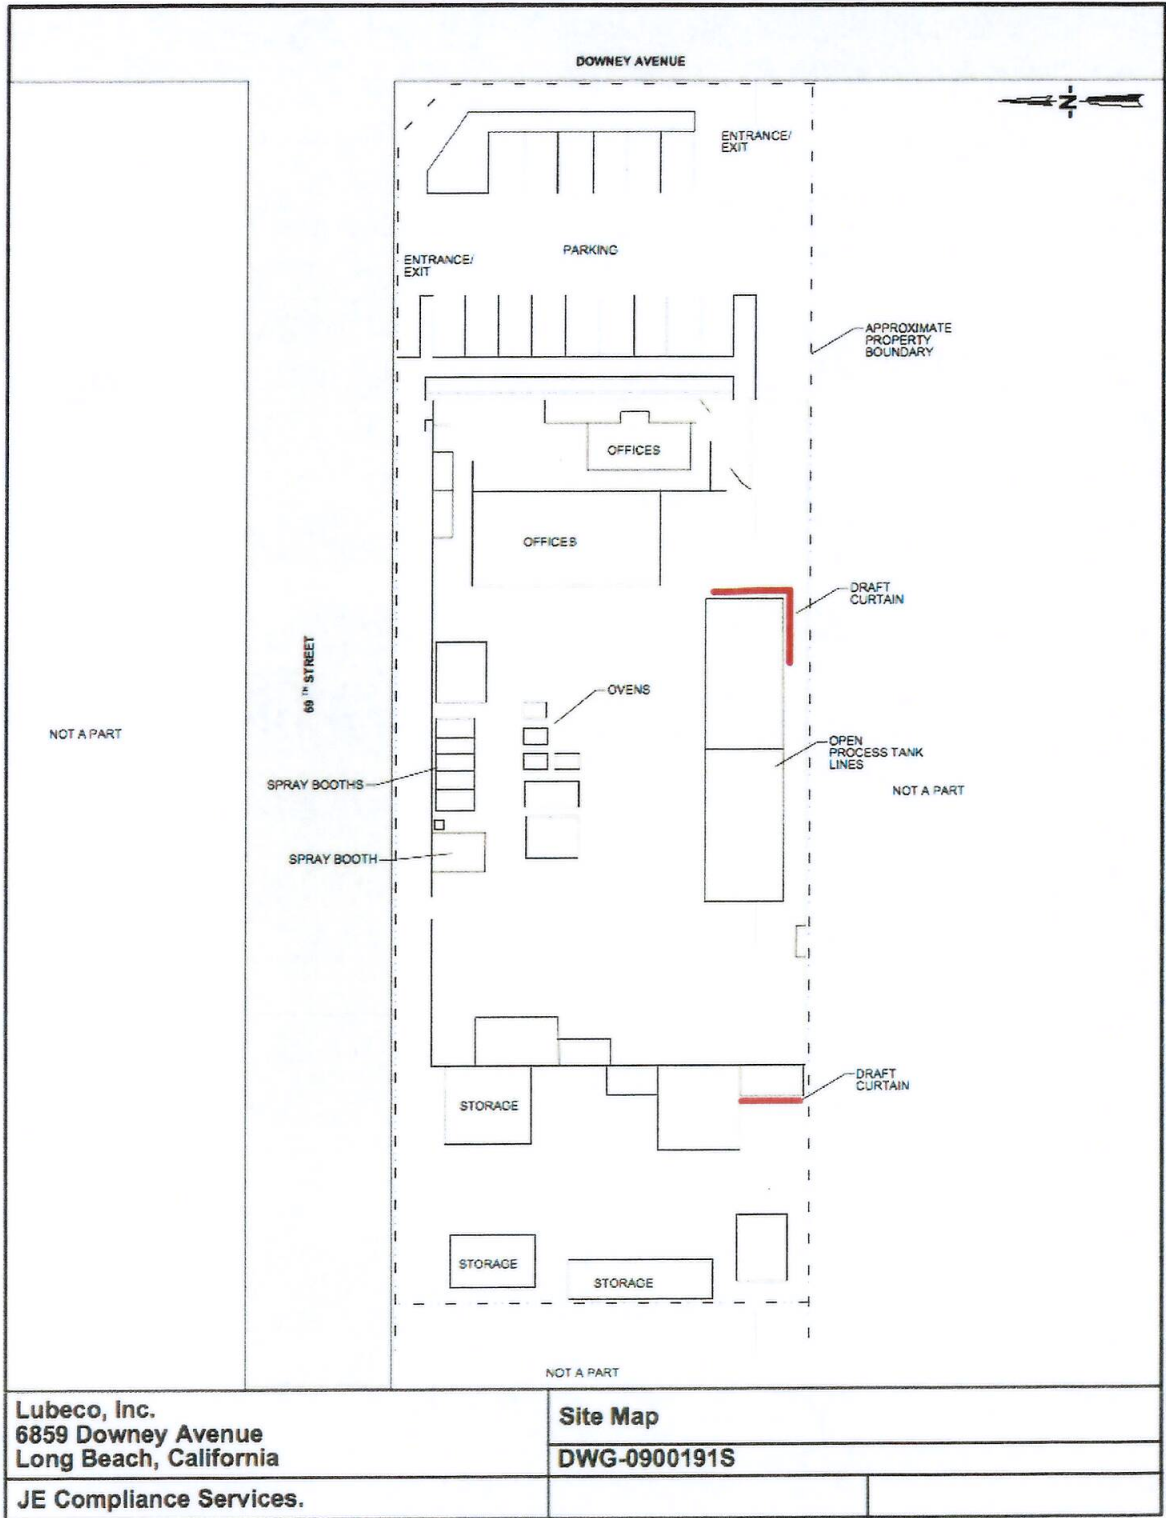 DOWNEY AVENUE
N
ENTRANCE/
EXIT
PARKING
ENTRANCE/
EXIT
APPROXIMATE
PROPERTY
BOUNDARY
OFFICES
OFFICES
DRAFT
CURTAIN
69 TH STREET
OVENS
NOT A PART
OPEN
PROCESS TANK
LINES
SPRAY BOOTHS
NOT A PART
SPRAY BOOTH
DRAFT
CURTAIN
STORAGE
STORAGE
STORAGE
NOT A PART
Lubeco, Inc.
6859 Downey Avenue
Long Beach, California
Site Map
DWG-0900191S
JE Compliance Services.